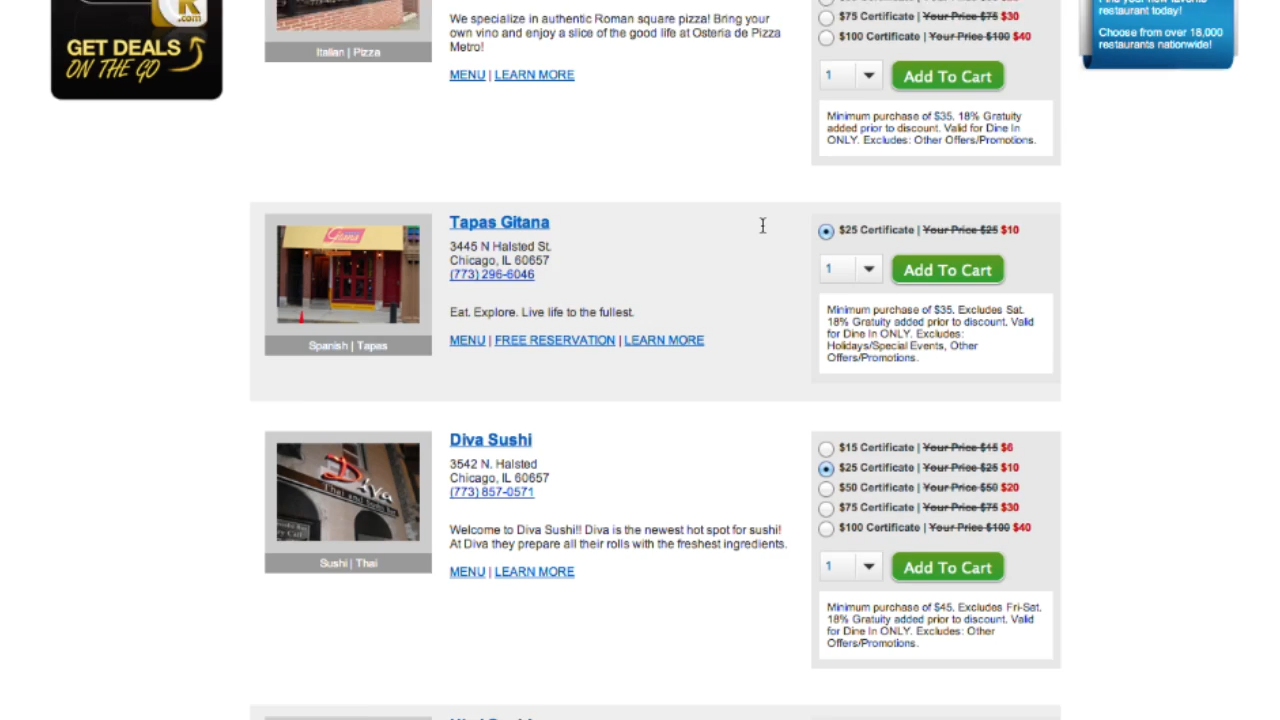 .com
GET DEALS
ON THE GO
Italian | Pizza
We specialize in authentic Roman square pizza! Bring your
own vino and enjoy a slice of the good life at Osteria de Pizza
Metro!
MENU | LEARN MORE
$75 Certificate | Your Price $75 $30
$100 Certificate | Your Price $100 $40
1
Add To Cart
Minimum purchase of $35. 18% Gratuity
added prior to discount. Valid for Dine In
ONLY. Excludes: Other Offers/Promotions.
restaurant today!
Choose from over 18,000
restaurants nationwide!
Gitana
Spanish | Tapas
Tapas Gitana
3445 N Halsted St.
Chicago, IL 60657
(773) 296-6046
Eat. Explore. Live life to the fullest.
MENU | FREE RESERVATION | LEARN MORE
$25 Certificate | Your Price $25 $10
1
Add To Cart
Minimum purchase of $35. Excludes Sat.
18% Gratuity added prior to discount. Valid
for Dine In ONLY. Excludes:
Holidays/Special Events, Other
Offers/Promotions.
Diva
Thai and Sushi Bar
Sushi | Thai
Diva Sushi
3542 N. Halsted
Chicago, IL 60657
(773) 857-0571
Welcome to Diva Sushi!! Diva is the newest hot spot for sushi!
At Diva they prepare all their rolls with the freshest ingredients.
MENU | LEARN MORE
$15 Certificate | Your Price $15 $6
$25 Certificate | Your Price $25 $10
$50 Certificate | Your Price $50 $20
$75 Certificate | Your Price $75 $30
$100 Certificate | Your Price $100 $40
1
Add To Cart
Minimum purchase of $45. Excludes Fri-Sat.
18% Gratuity added prior to discount. Valid
for Dine In ONLY. Excludes: Other
Offers/Promotions.